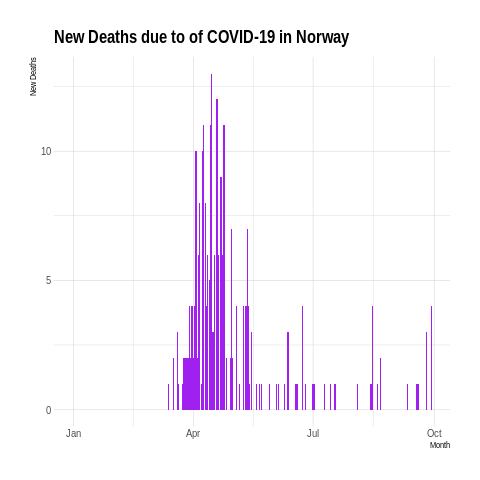 New Deaths due to of COVID-19 in Norway
New Deaths
10
5
0
Jan Apr Jul Oct
Month